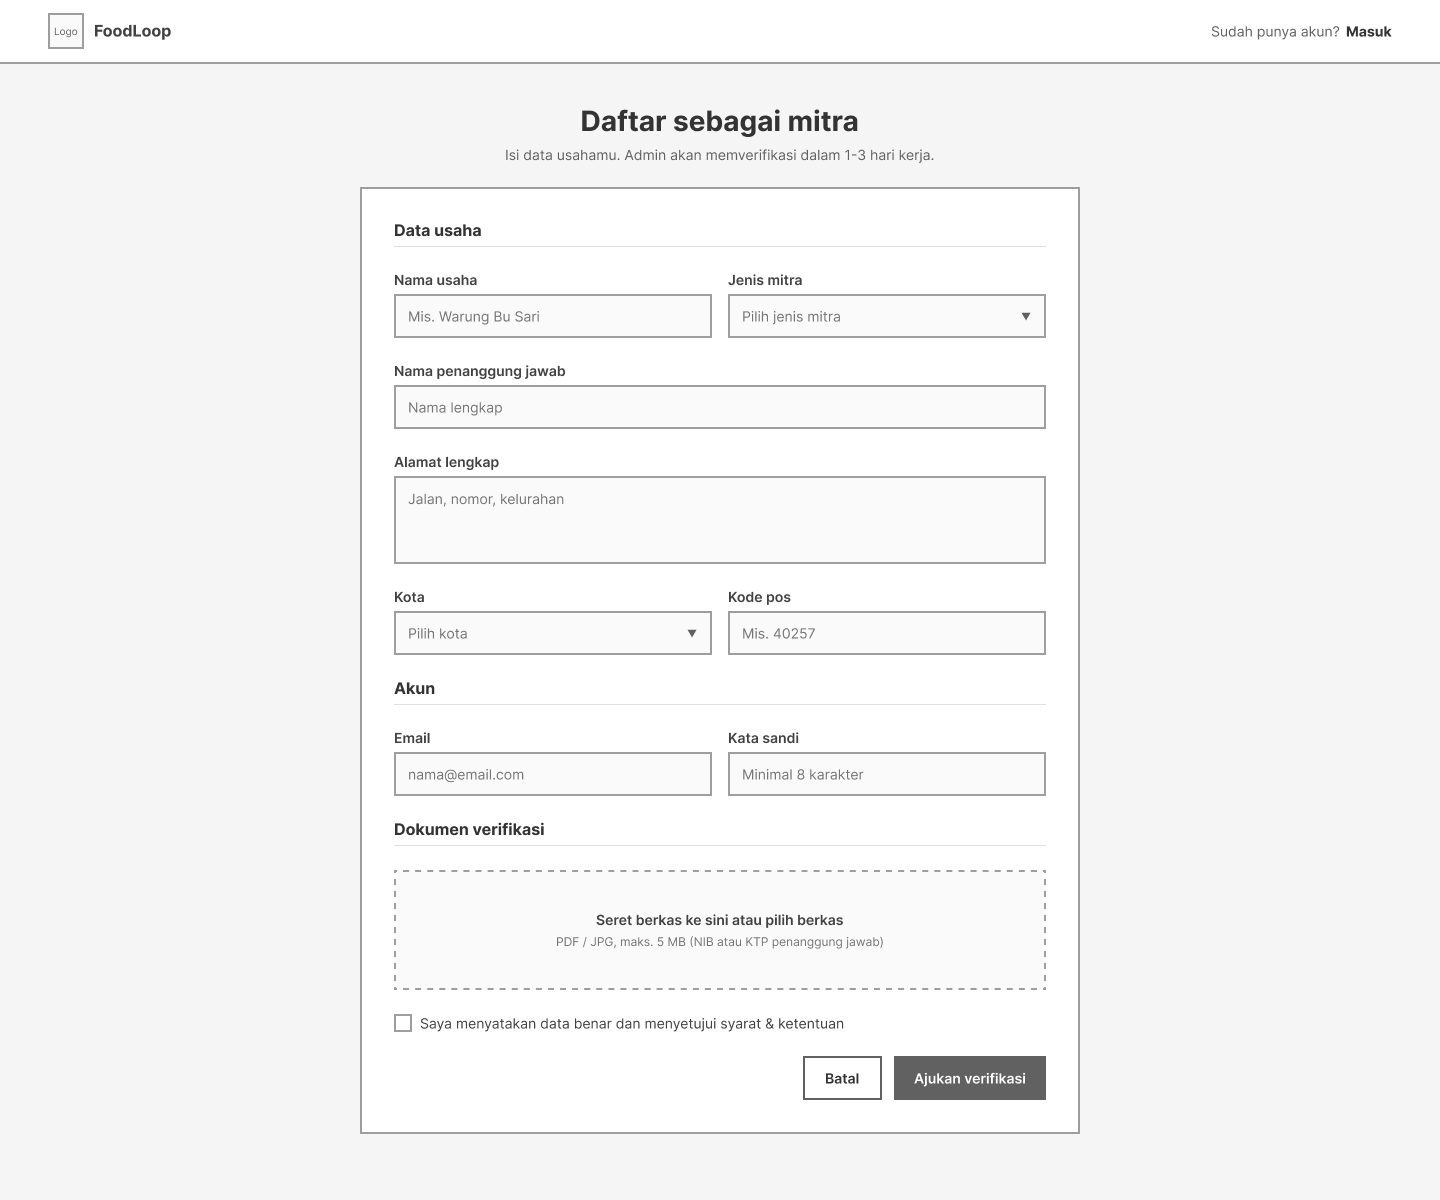 Logo
FoodLoop
Sudah punya akun? Masuk
Daftar sebagai mitra
Isi data usahamu. Admin akan memverifikasi dalam 1-3 hari kerja.
Data usaha
Nama usaha
Mis. Warung Bu Sari
Jenis mitra
Pilih jenis mitra
Nama penanggung jawab
Nama lengkap
Alamat lengkap
Jalan, nomor, kelurahan
Kota
Pilih kota
Kode pos
Mis. 40257
Akun
Email
nama@email.com
Kata sandi
Minimal 8 karakter
Dokumen verifikasi
Seret berkas ke sini atau pilih berkas
PDF / JPG, maks. 5 MB (NIB atau KTP penanggung jawab)
Saya menyatakan data benar dan menyetujui syarat & ketentuan
Batal
Ajukan verifikasi